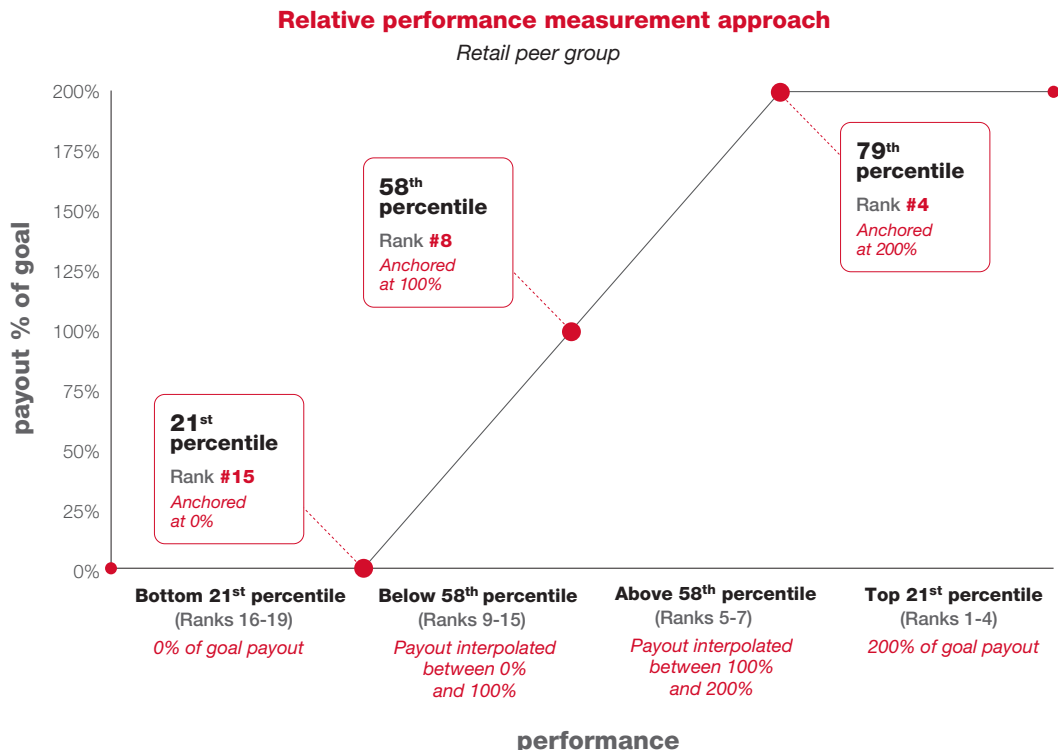 Relative performance measurement approach
Retail peer group
payout % of goal
200%
175%
150%
125%
100%
75%
50%
25%
0%
21st
percentile
Rank #15
Anchored
at 0%
58th
percentile
Rank #8
Anchored
at 100%
79th
percentile
Rank #4
Anchored
at 200%
Bottom 21st percentile
(Ranks 16-19)
0% of goal payout
Below 58th percentile
(Ranks 9-15)
Payout interpolated
between 0%
and 100%
Above 58th percentile
(Ranks 5-7)
Payout interpolated
between 100%
and 200%
Top 21st percentile
(Ranks 1-4)
200% of goal payout
performance